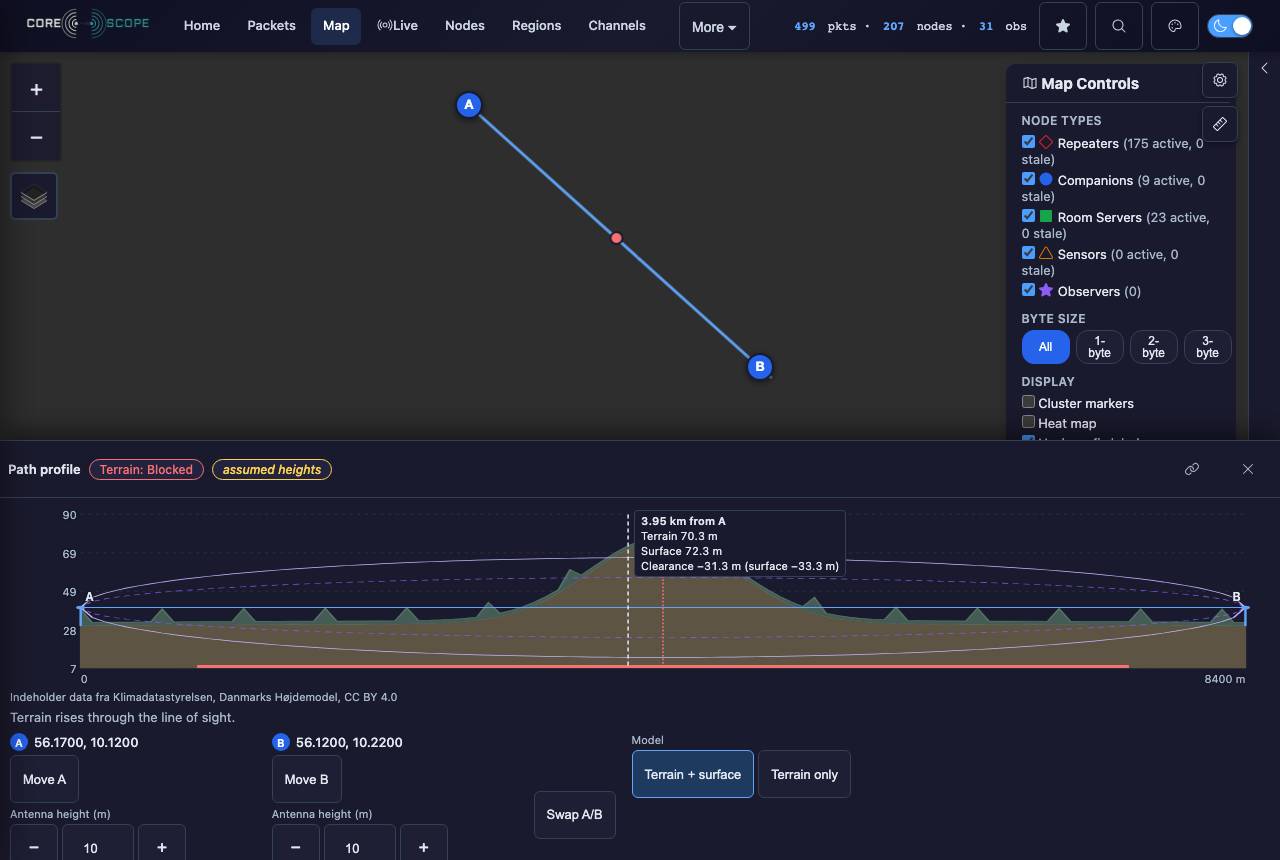 CORE SCOPE
Home Packets Map Live Nodes Regions Channels More 499 pkts · 207 nodes · 31 obs
+
−
A
B
Map Controls
NODE TYPES
Repeaters (175 active, 0
stale)
Companions (9 active, 0
stale)
Room Servers (23 active,
0 stale)
Sensors (0 active, 0
stale)
Observers (0)
BYTE SIZE
All 1-byte 2-byte 3-byte
DISPLAY
Cluster markers
Heat map
Path profile Terrain: Blocked assumed heights
90
69
49
28
7
3.95 km from A
Terrain 70.3 m
Surface 72.3 m
Clearance −31.3 m (surface −33.3 m)
A
B
0 8400 m
Indeholder data fra Klimadatastyrelsen, Danmarks Højdemodel, CC BY 4.0
Terrain rises through the line of sight.
A 56.1700, 10.1200
Move A
Antenna height (m)
− 10 +
B 56.1200, 10.2200
Move B
Antenna height (m)
− 10 +
Swap A/B
Model
Terrain + surface Terrain only